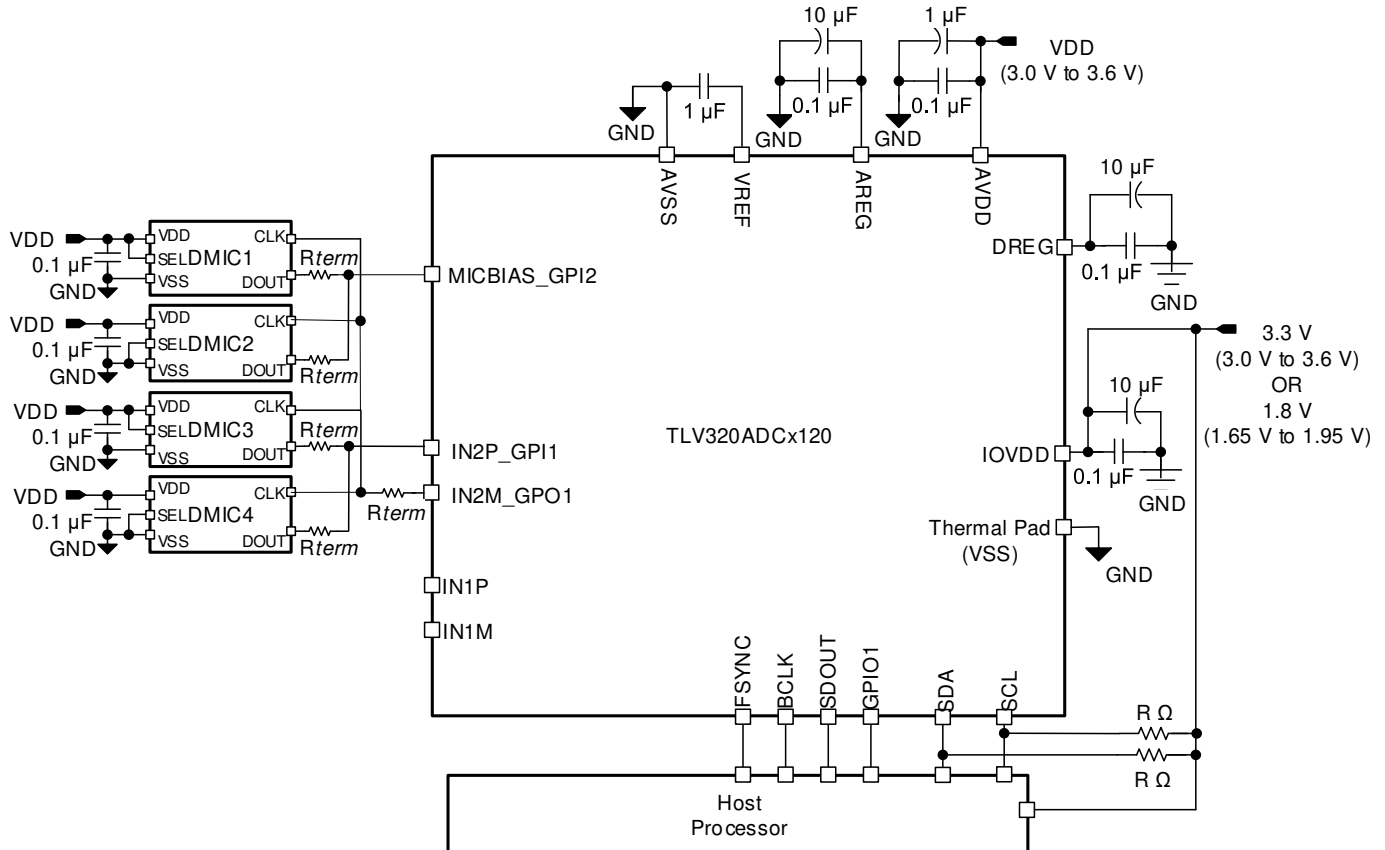 10 µF
1 µF
VDD
(3.0 V to 3.6 V)
1 µF
0.1 µF
0.1 µF
GND
GND
GND
AVSS
VREF
AREG
AVDD
10 µF
DREG
0.1 µF
GND
VDD
0.1 µF
GND
VDD
SEL
VSS
DMIC1
CLK
DOUT
Rterm
MICBIAS_GPI2
VDD
0.1 µF
GND
VDD
SEL
VSS
DMIC2
CLK
DOUT
Rterm
3.3 V
(3.0 V to 3.6 V)
OR
1.8 V
(1.65 V to 1.95 V)
10 µF
VDD
0.1 µF
GND
VDD
SEL
VSS
DMIC3
CLK
DOUT
Rterm
IN2P_GPI1
TLV320ADCx120
IOVDD
0.1 µF
GND
VDD
0.1 µF
GND
VDD
SEL
VSS
DMIC4
CLK
DOUT
Rterm
Rterm
IN2M_GPO1
Thermal Pad
(VSS)
GND
IN1P
IN1M
FSYNC
BCLK
SDOUT
GPIO1
SDA
SCL
R Ω
R Ω
Host
Processor